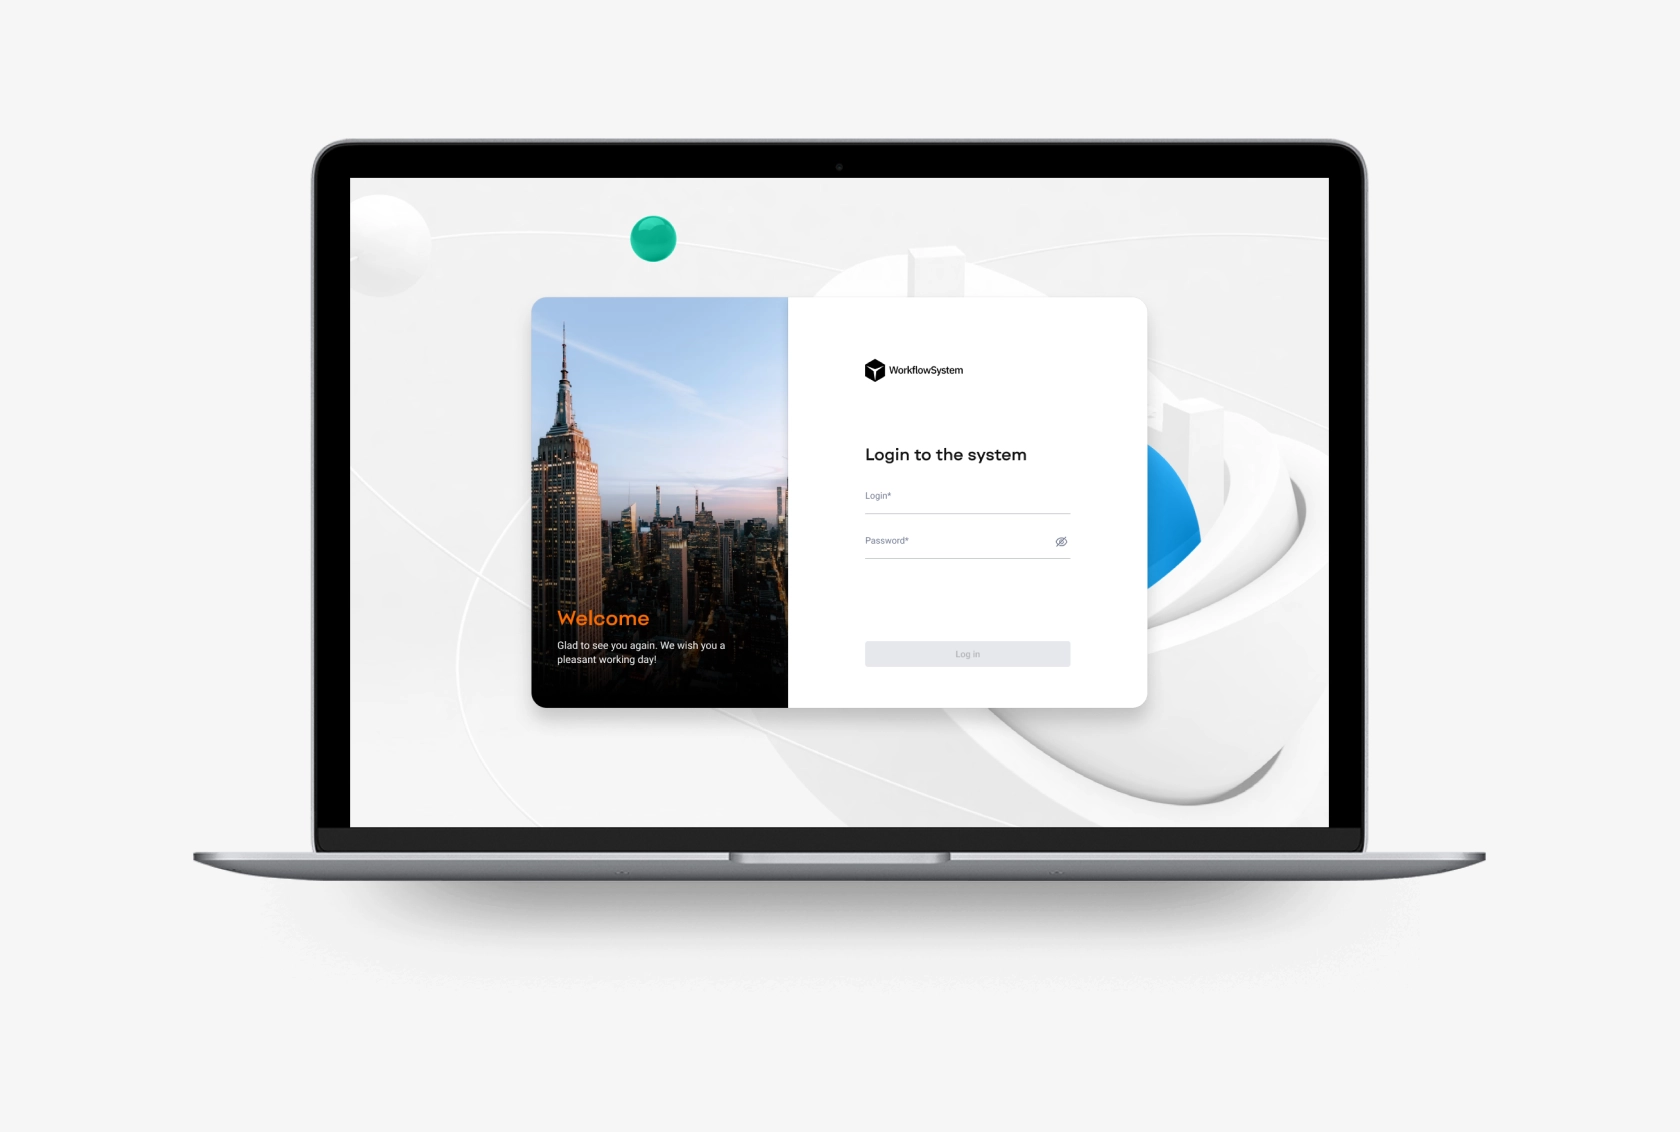 WorkflowSystem
Login to the system
Login*
Password*
Log in
Welcome
Glad to see you again. We wish you a
pleasant working day!